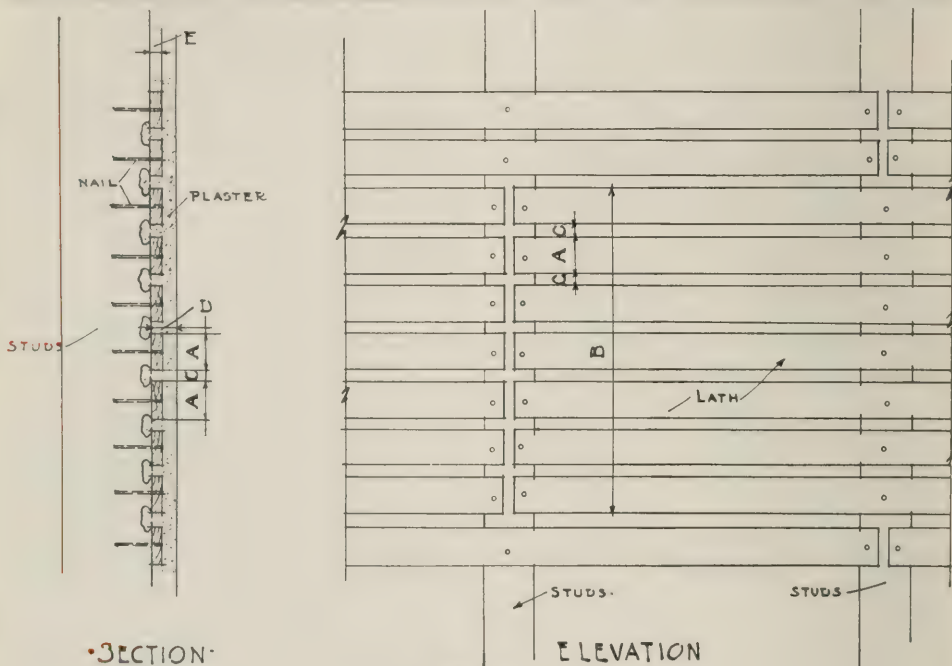 E
NAIL
PLASTER
D
STUDS
A
C
A
·SECTION·
C
A
C
B
LATH
STUDS.
STUDS
ELEVATION